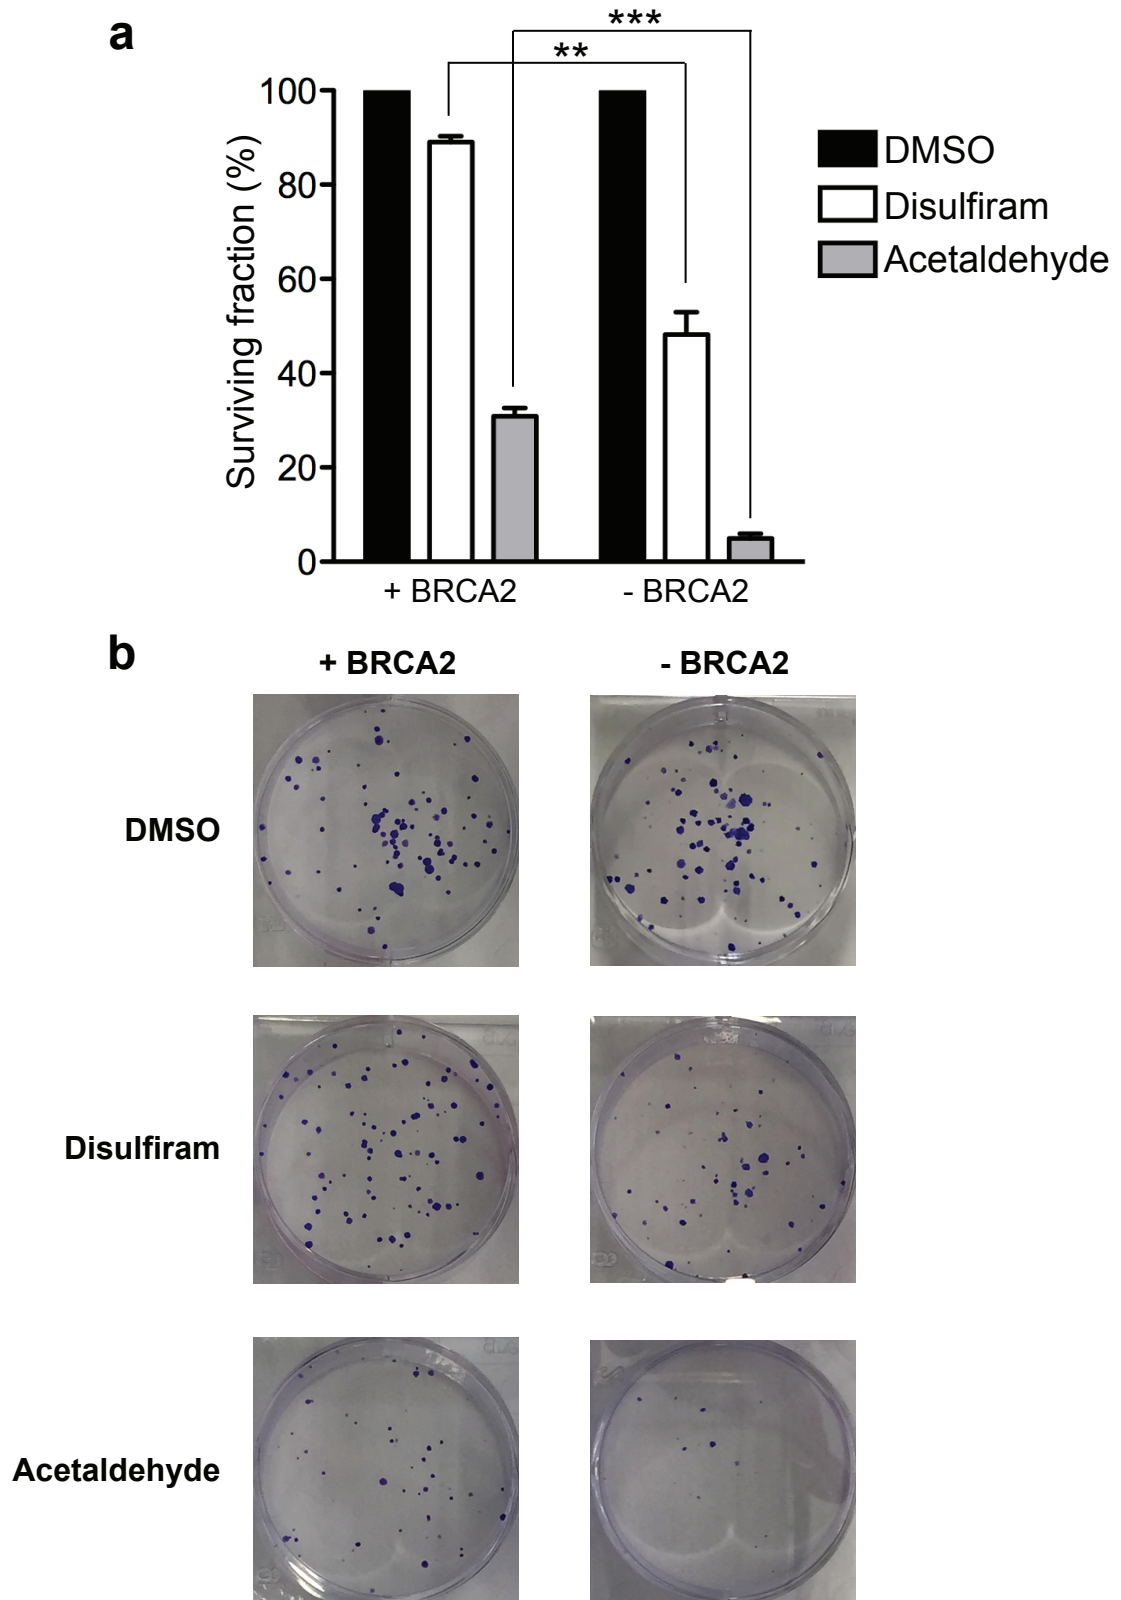 a
***
**
100
80
60
40
20
0
Surviving fraction (%)
DMSO
Disulfiram
Acetaldehyde
+ BRCA2
- BRCA2
b
+ BRCA2
- BRCA2
DMSO
Disulfiram
Acetaldehyde